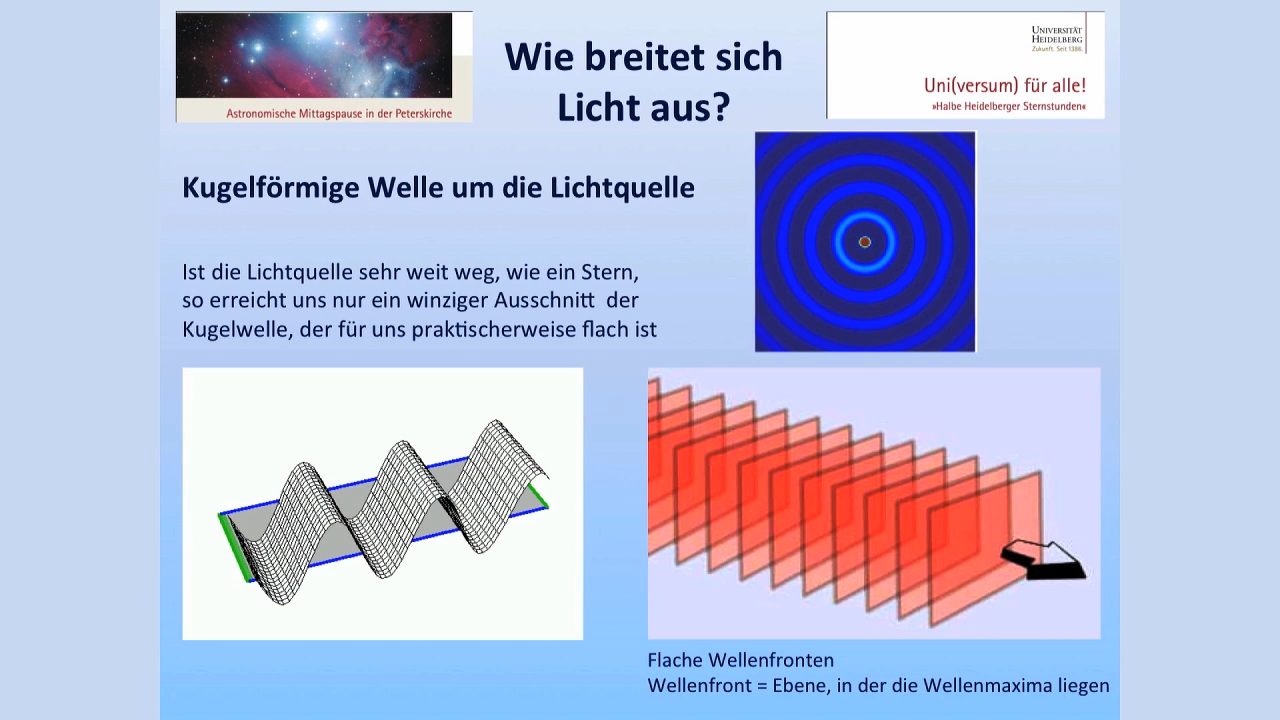 Astronomische Mittagspause in der Peterskirche
Wie breitet sich
Licht aus?
UNIVERSITÄT
HEIDELBERG
Zukunft. Seit 1386.
Uni(versum) für alle!
»Halbe Heidelberger Sternstunden«
Kugelförmige Welle um die Lichtquelle
Ist die Lichtquelle sehr weit weg, wie ein Stern,
so erreicht uns nur ein winziger Ausschnitt der
Kugelwelle, der für uns praktischerweise flach ist
Flache Wellenfronten
Wellenfront = Ebene, in der die Wellenmaxima liegen